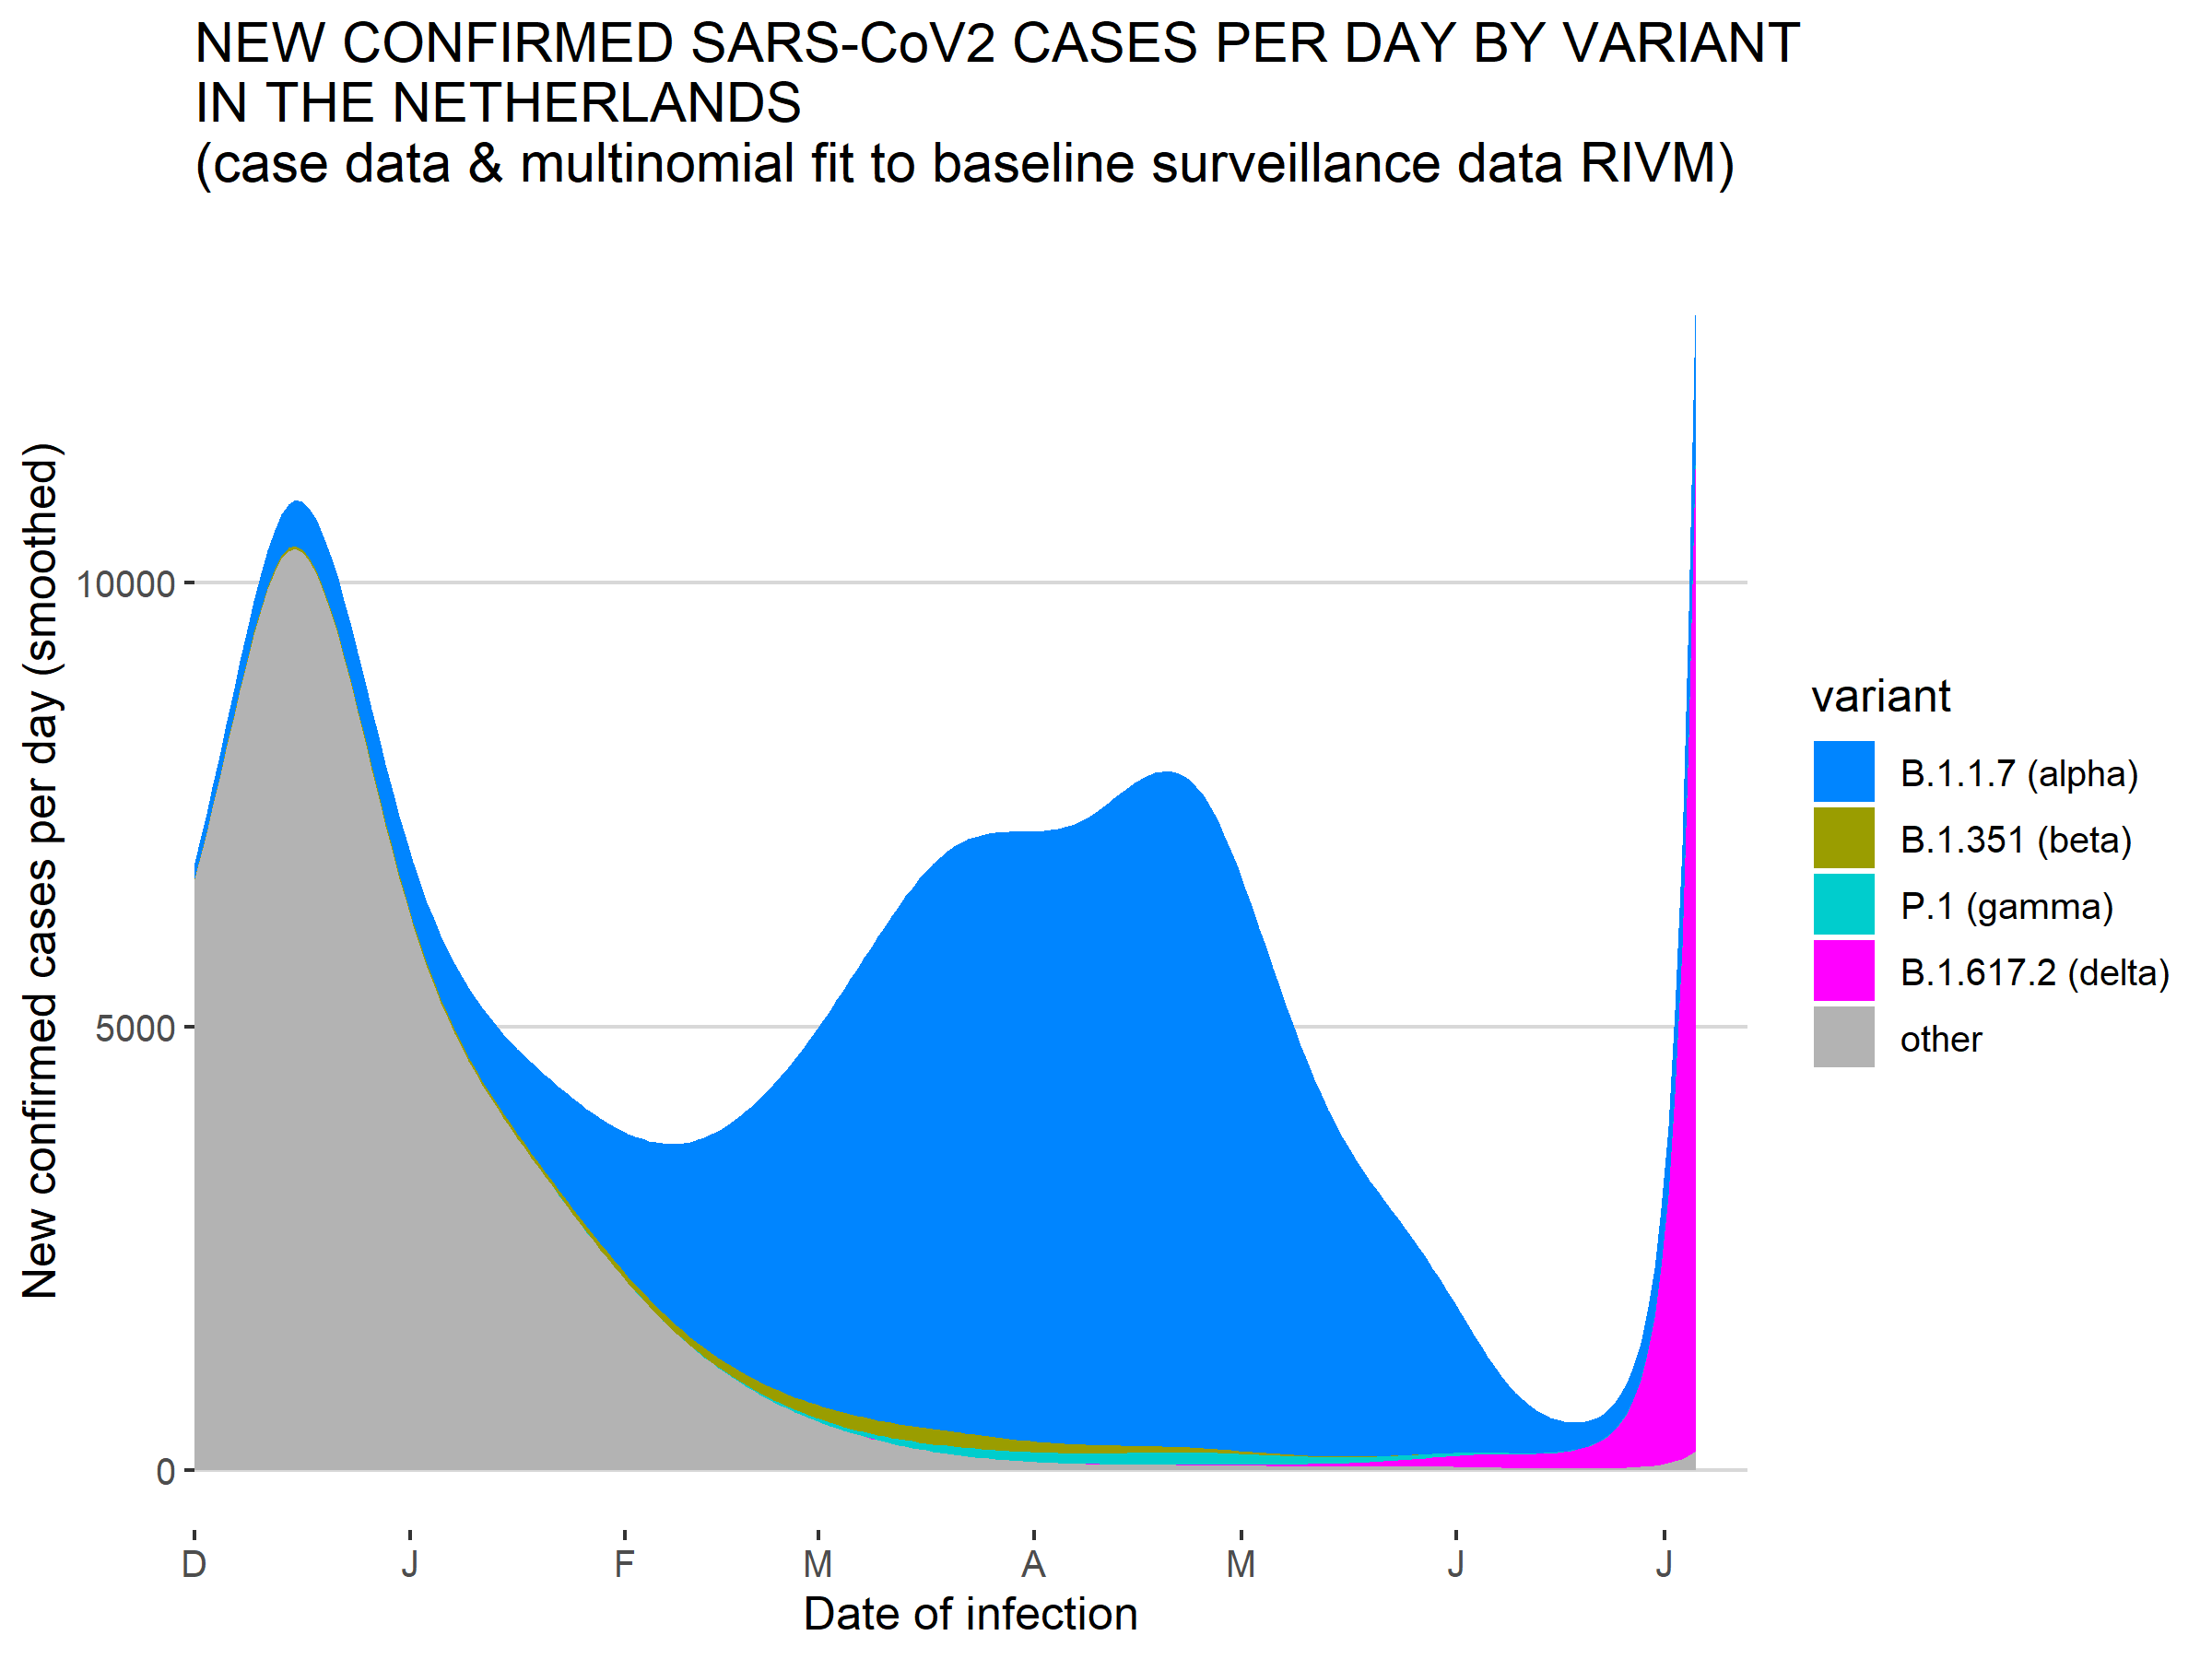 NEW CONFIRMED SARS-CoV2 CASES PER DAY BY VARIANT
IN THE NETHERLANDS
(case data & multinomial fit to baseline surveillance data RIVM)
New confirmed cases per day (smoothed)
10000
5000
0
D J F M A M J J
Date of infection
variant
B.1.1.7 (alpha)
B.1.351 (beta)
P.1 (gamma)
B.1.617.2 (delta)
other